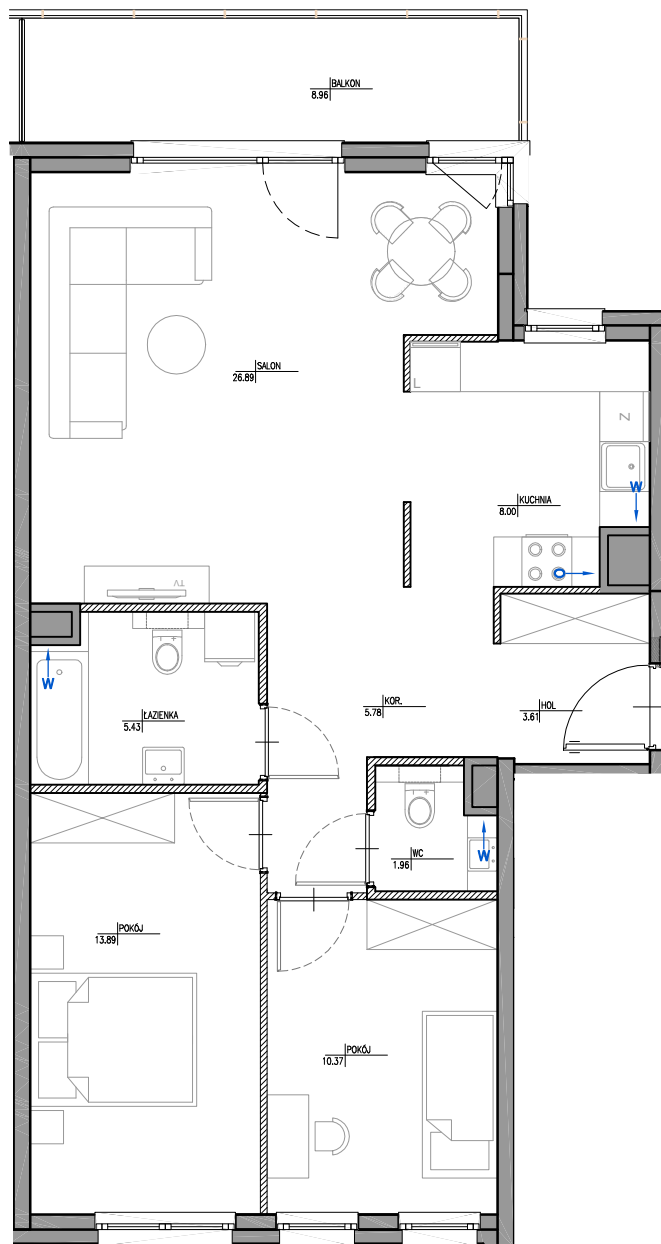 BALKON
8.96
SALON
26.89
L
Z
W
KUCHNIA
8.00
O
TV
KOR.
5.78
HOL
3.61
W
ŁAZIENKA
5.43
WC
1.96
W
POKÓJ
13.89
POKÓJ
10.37